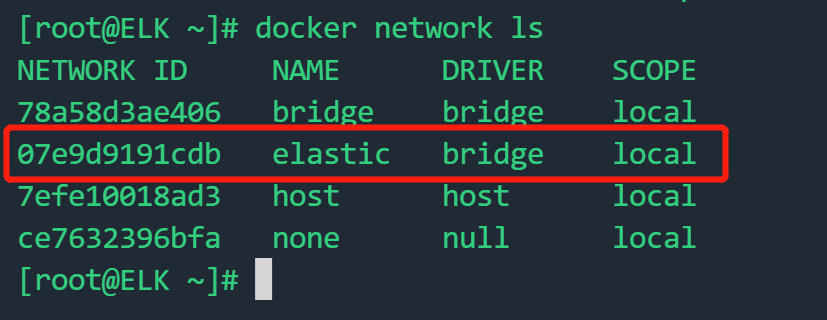 [root@ELK ~]# docker network ls
NETWORK ID NAME DRIVER SCOPE
78a58d3ae406 bridge bridge local
07e9d9191cdb elastic bridge local
7efe10018ad3 host host local
ce7632396bfa none null local
[root@ELK ~]#